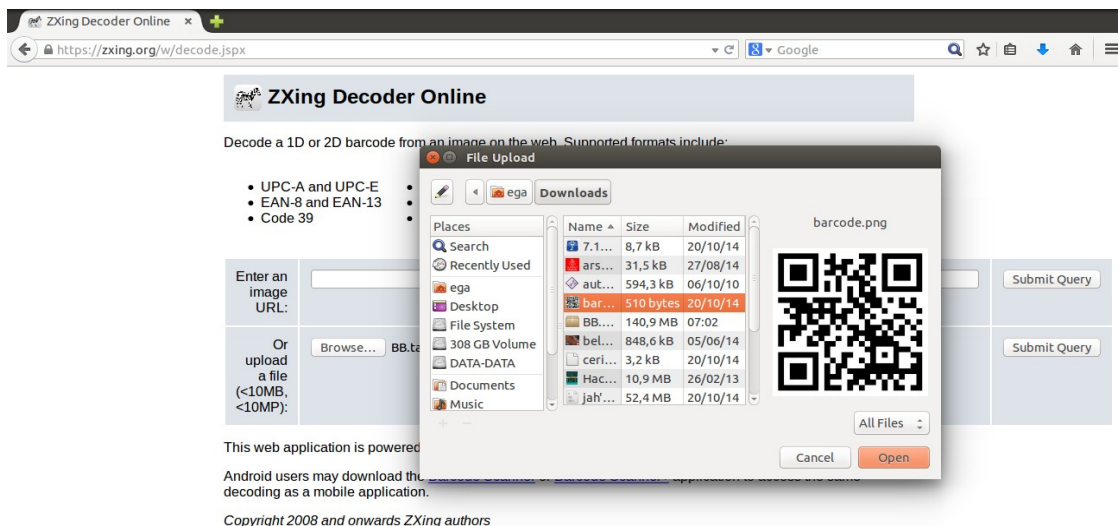 ZXing Decoder Online
https://zxing.org/w/decode.jspx
Google
ZXing Decoder Online
Decode a 1D or 2D barcode from an image on the web. Supported formats include:
UPC-A and UPC-E
EAN-8 and EAN-13
Code 39
File Upload
ega
Downloads
Places
Search
Recently Used
ega
Desktop
File System
308 GB Volume
DATA-DATA
Documents
Music
Name Size Modified
7.1... 8,7 kB 20/10/14
ars... 31,5 kB 27/08/14
aut... 594,3 kB 06/10/10
bar... 510 bytes 20/10/14
BB.... 140,9 MB 07:02
bel... 848,6 kB 05/06/14
ceri... 3,2 kB 20/10/14
Hac... 10,9 MB 26/02/13
jah'... 52,4 MB 20/10/14
barcode.png
All Files
Cancel
Open
Enter an
image
URL:
Submit Query
Or
upload
a file
(<10MB,
<10MP):
Browse...
BB.ta
Submit Query
This web application is powered
Android users may download the Barcode Scanner or Barcode Scanner+ application to access the same
decoding as a mobile application.
Copyright 2008 and onwards ZXing authors